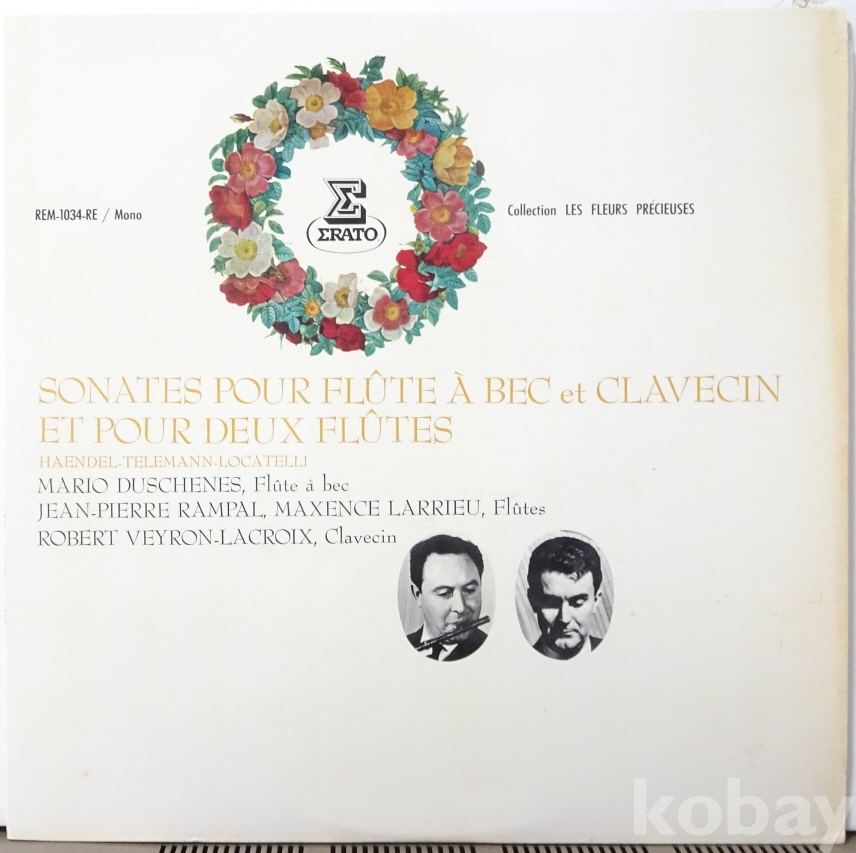 Σ
ERATO
REM-1034-RE / Mono
Collection LES FLEURS PRÉCIEUSES
SONATES POUR FLÛTE À BEC et CLAVECIN
ET POUR DEUX FLÛTES
HAENDEL-TELEMANN-LOCATELLI
MARIO DUSCHENES, Flûte à bec
JEAN-PIERRE RAMPAL, MAXENCE LARRIEU, Flûtes
ROBERT VEYRON-LACROIX, Clavecin
kobay